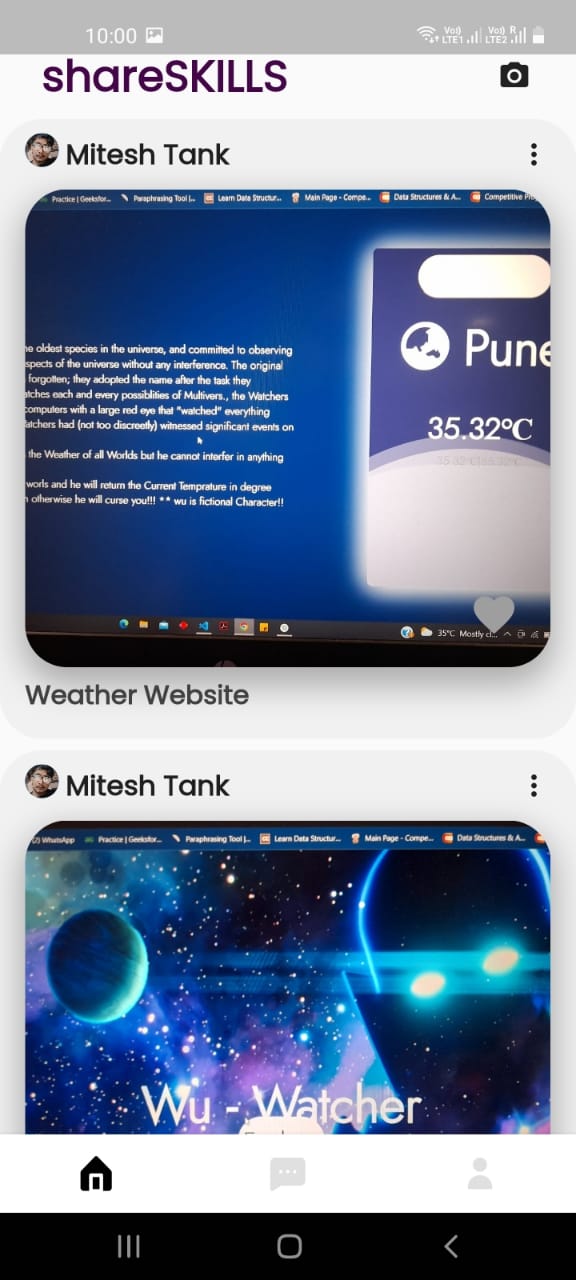 10:00
Vo)) LTE1 Vo)) R LTE2
shareSKILLS
Mitesh Tank
Practice | Geeksfor... Paraphrasing Tool |... Learn Data Structur... Main Page - Compe... Data Structures & A... Competitive
Pune
35.32°C
he oldest species in the universe, and committed to observing
spects of the universe without any interference. The original
forgotten; they adopted the name after the task they
atches each and every possiblities of Multivers., the Watchers
computers with a large red eye that "watched" everything
atchers had (not too discreetly) witnessed significant events on
the Weather of all Worlds but he cannot interfer in anything
worls and he will return the Current Temprature in degree
otherwise he will curse you!!! ** wu is fictional Character!!
35°C Mostly cl...
Weather Website
Mitesh Tank
(2) WhatsApp Practice | Geeksfor... Paraphrasing Tool |... Learn Data Structur... Main Page - Compe... Data Structures & A...
Wu - Watcher